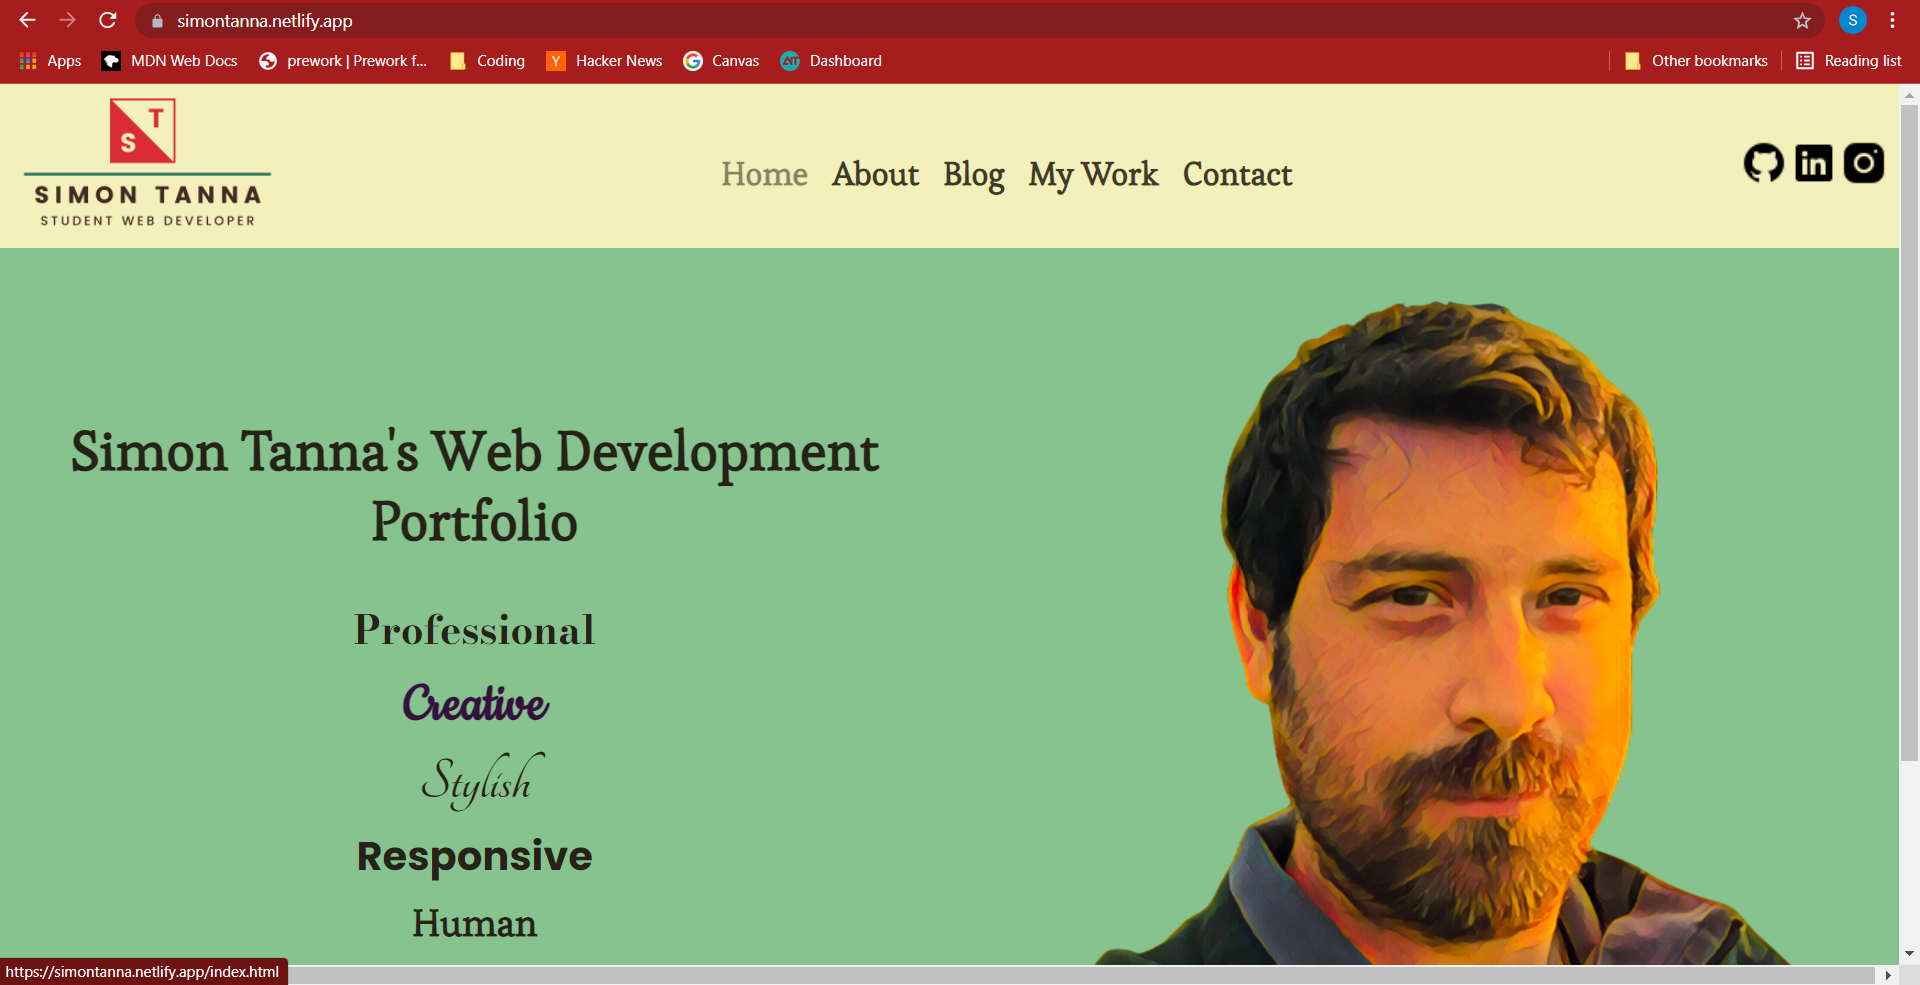 simontanna.netlify.app
S
Apps MDN Web Docs prework | Prework f... Coding Y Hacker News G Canvas Dashboard Other bookmarks Reading list
T
S
SIMON TANNA
STUDENT WEB DEVELOPER
Home About Blog My Work Contact
in
Simon Tanna's Web Development
Portfolio
Professional
Creative
Stylish
Responsive
Human
https://simontanna.netlify.app/index.html